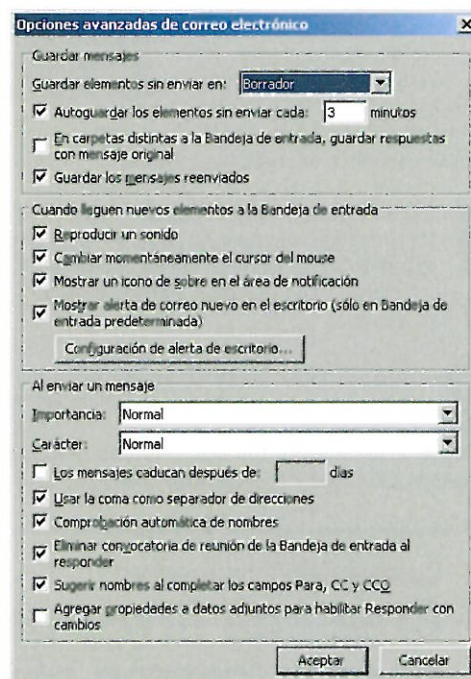 Opciones avanzadas de correo electrónico
Guardar mensajes
Guardar elementos sin enviar en: Borrador
Autoguardar los elementos sin enviar cada: 3 minutos
En carpetas distintas a la Bandeja de entrada, guardar respuestas
con mensaje original
Guardar los mensajes reenviados
Cuando lleguen nuevos elementos a la Bandeja de entrada
Reproducir un sonido
Cambiar momentáneamente el cursor del mouse
Mostrar un icono de sobre en el área de notificación
Mostrar alerta de correo nuevo en el escritorio (sólo en Bandeja de
entrada predeterminada)
Configuración de alerta de escritorio...
Al enviar un mensaje
Importancia: Normal
Carácter: Normal
Los mensajes caducan después de: días
Usar la coma como separador de direcciones
Comprobación automática de nombres
Eliminar convocatoria de reunión de la Bandeja de entrada al
responder
Sugerir nombres al completar los campos Para, CC y CCO
Agregar propiedades a datos adjuntos para habilitar Responder con
cambios
Aceptar Cancelar